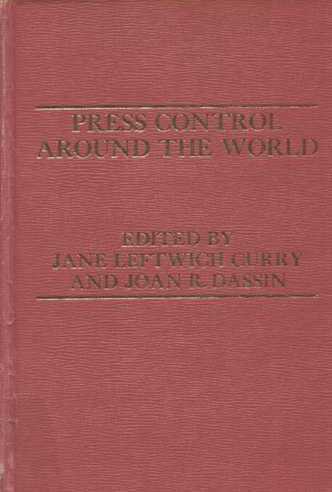 PRESS CONTROL
AROUND THE WORLD
EDITED BY
JANE LEFTWICH CURRY
AND JOAN R. DASSIN